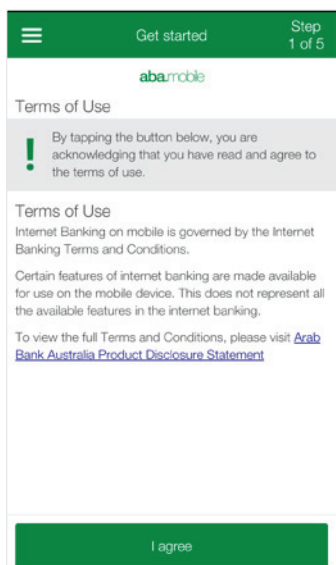 Get started
Step
1 of 5
aba.mobile
Terms of Use
! By tapping the button below, you are
acknowledging that you have read and agree to
the terms of use.
Terms of Use
Internet Banking on mobile is governed by the Internet
Banking Terms and Conditions.
Certain features of internet banking are made available
for use on the mobile device. This does not represent all
the available features in the internet banking.
To view the full Terms and Conditions, please visit Arab
Bank Australia Product Disclosure Statement
I agree